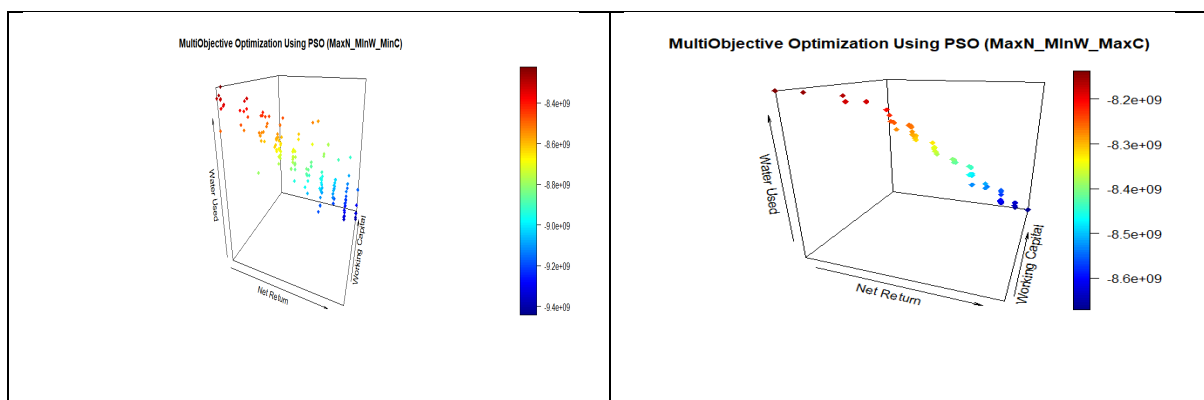 MultiObjective Optimization Using PSO (MaxN_MInW_MinC)
-8.4e+09
-8.6e+09
-8.8e+09
-9.0e+09
-9.2e+09
-9.4e+09
Water Used
Net Return
Working Capital
MultiObjective Optimization Using PSO (MaxN_MInW_MaxC)
-8.2e+09
-8.3e+09
-8.4e+09
-8.5e+09
-8.6e+09
Water Used
Net Return
Working Capital